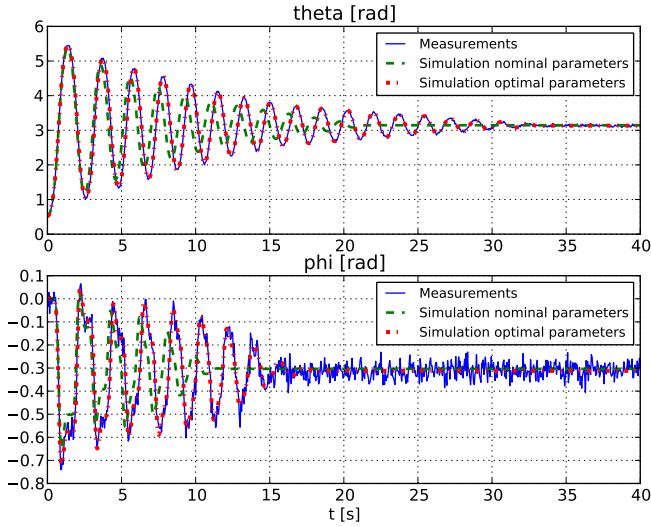 theta [rad]
6
5
4
3
2
1
0
Measurements
Simulation nominal parameters
Simulation optimal parameters
0 5 10 15 20 25 30 35 40
phi [rad]
0.1
0.0
−0.1
−0.2
−0.3
−0.4
−0.5
−0.6
−0.7
−0.8
Measurements
Simulation nominal parameters
Simulation optimal parameters
0 5 10 15 20 25 30 35 40
t [s]